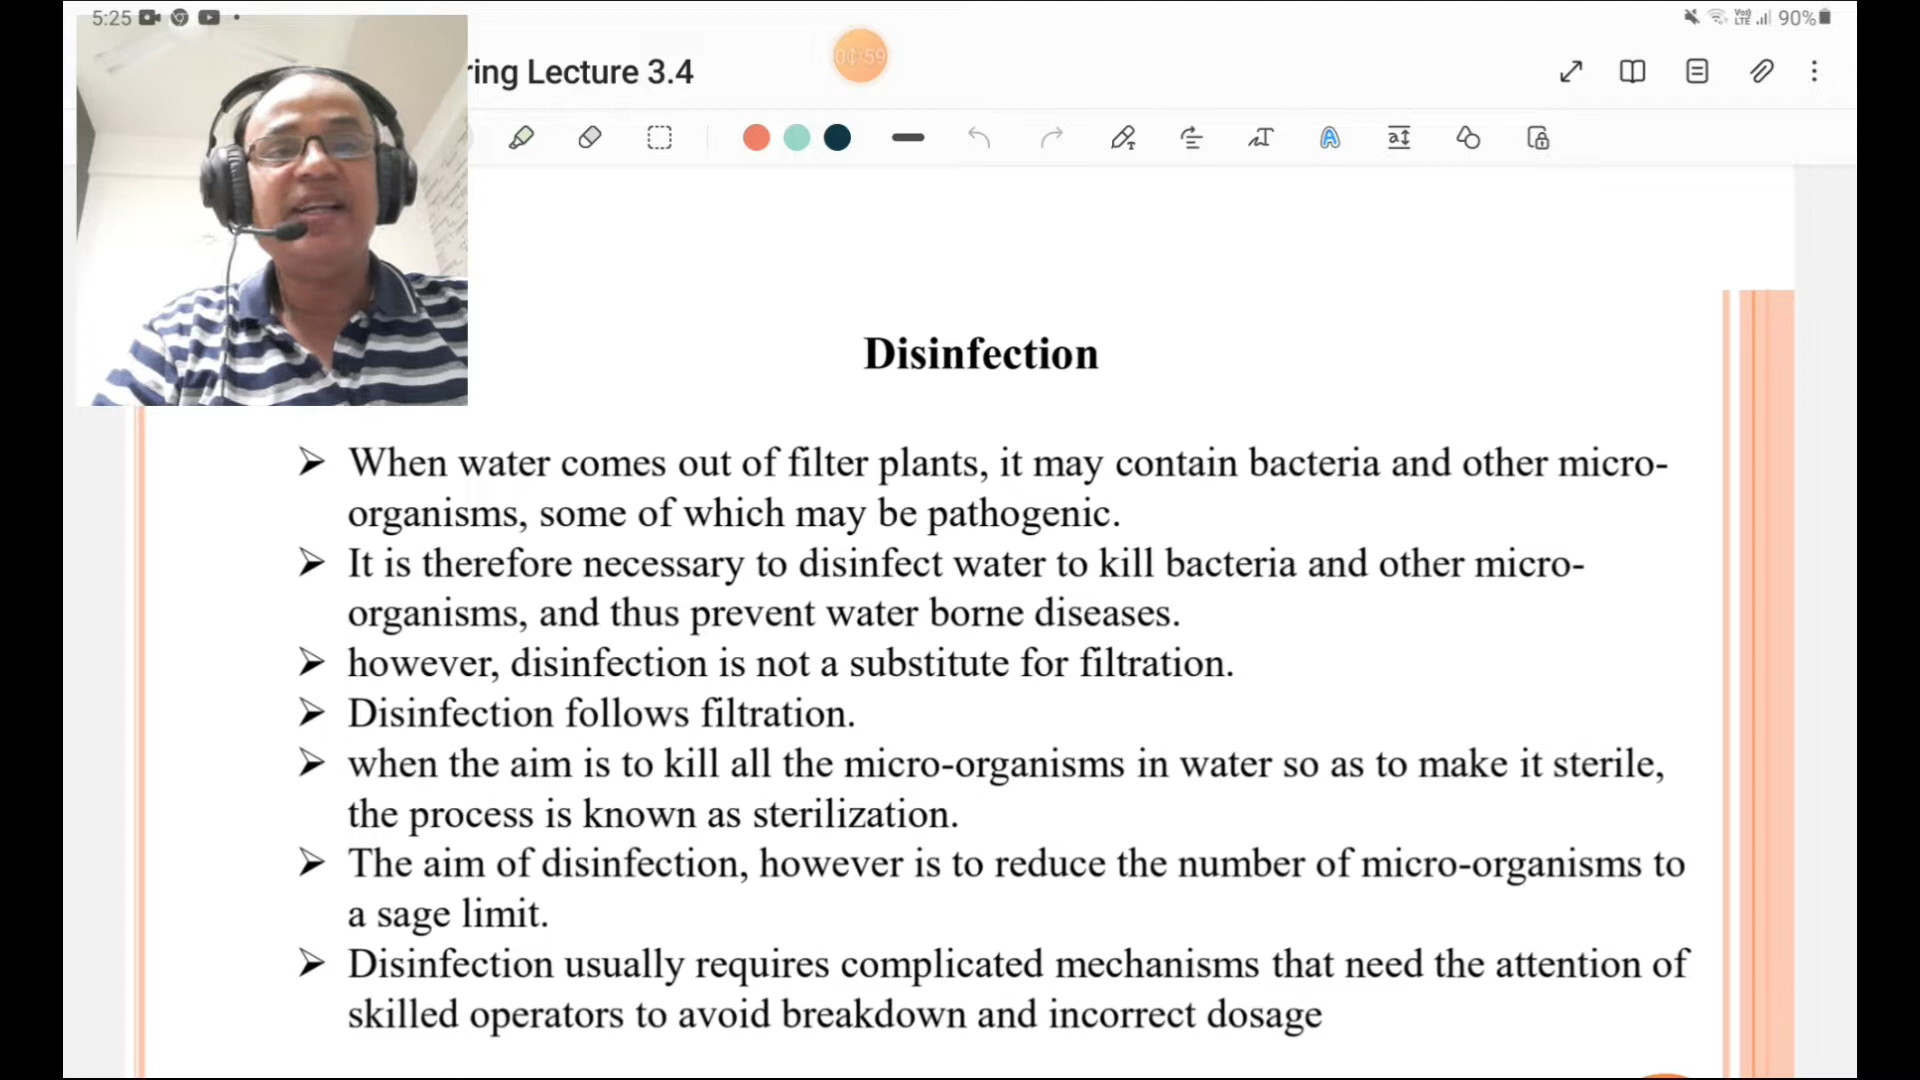 5:25
90%
ring Lecture 3.4
01:59
Disinfection
➢ When water comes out of filter plants, it may contain bacteria and other micro-
organisms, some of which may be pathogenic.
➢ It is therefore necessary to disinfect water to kill bacteria and other micro-
organisms, and thus prevent water borne diseases.
➢ however, disinfection is not a substitute for filtration.
➢ Disinfection follows filtration.
➢ when the aim is to kill all the micro-organisms in water so as to make it sterile,
the process is known as sterilization.
➢ The aim of disinfection, however is to reduce the number of micro-organisms to
a sage limit.
➢ Disinfection usually requires complicated mechanisms that need the attention of
skilled operators to avoid breakdown and incorrect dosage